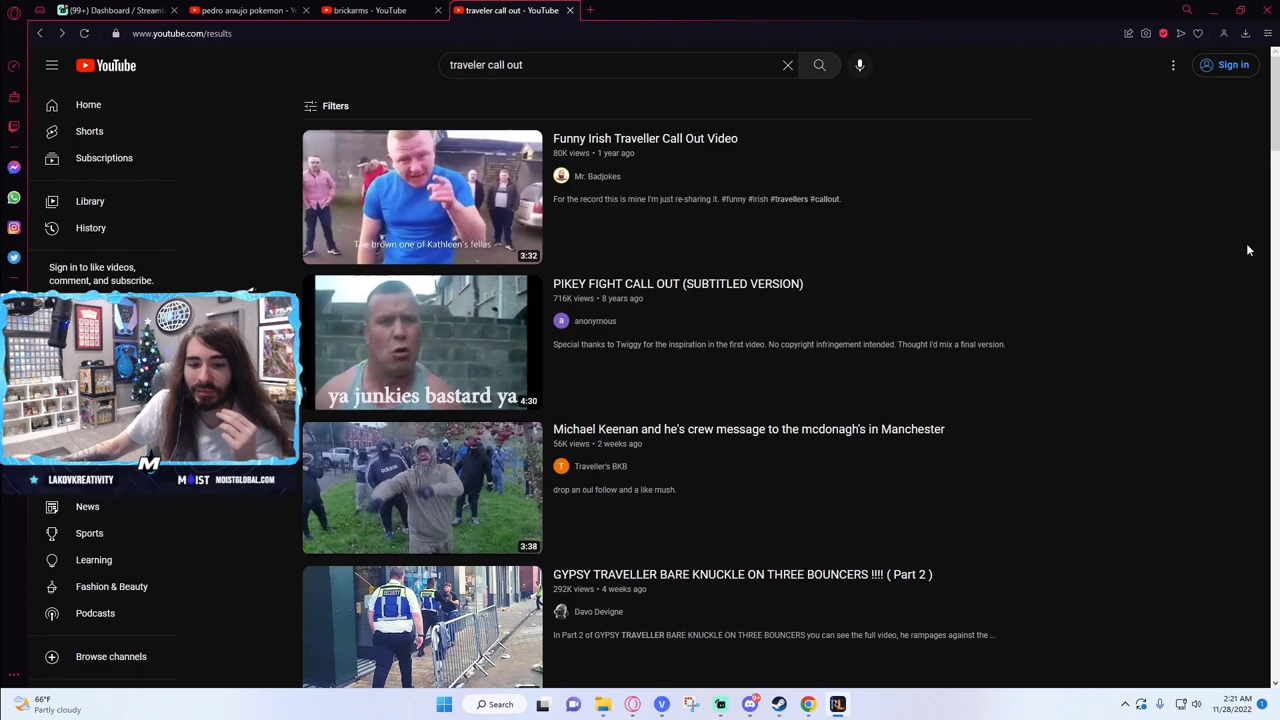 (99+) Dashboard / Streamla
pedro araujo pokemon - Yo
brickarms - YouTube
traveler call out - YouTube
www.youtube.com/results
YouTube
traveler call out
Sign in
Home
Shorts
Subscriptions
Library
History
Sign in to like videos,
comment, and subscribe.
Filters
The brown one of Kathleen's fellas
3:32
Funny Irish Traveller Call Out Video
80K views • 1 year ago
Mr. Badjokes
For the record this is mine I'm just re-sharing it. #funny #irish #travellers #callout.
ya junkies bastard ya
4:30
PIKEY FIGHT CALL OUT (SUBTITLED VERSION)
716K views • 8 years ago
a
anonymous
Special thanks to Twiggy for the inspiration in the first video. No copyright infringement intended. Thought I'd mix a final version.
adidas
3:38
Michael Keenan and he's crew message to the mcdonagh's in Manchester
56K views • 2 weeks ago
T
Traveller's BKB
drop an oul follow and a like mush.
SECURITY
GYPSY TRAVELLER BARE KNUCKLE ON THREE BOUNCERS !!!! ( Part 2 )
292K views • 4 weeks ago
Davo Devigne
In Part 2 of GYPSY TRAVELLER BARE KNUCKLE ON THREE BOUNCERS you can see the full video, he rampages against the ...
M
LAKOVKREATIVITY
MOIST
MOISTGLOBAL.COM
News
Sports
Learning
Fashion & Beauty
Podcasts
Browse channels
66°F
Partly cloudy
Search
2:21 AM
11/28/2022